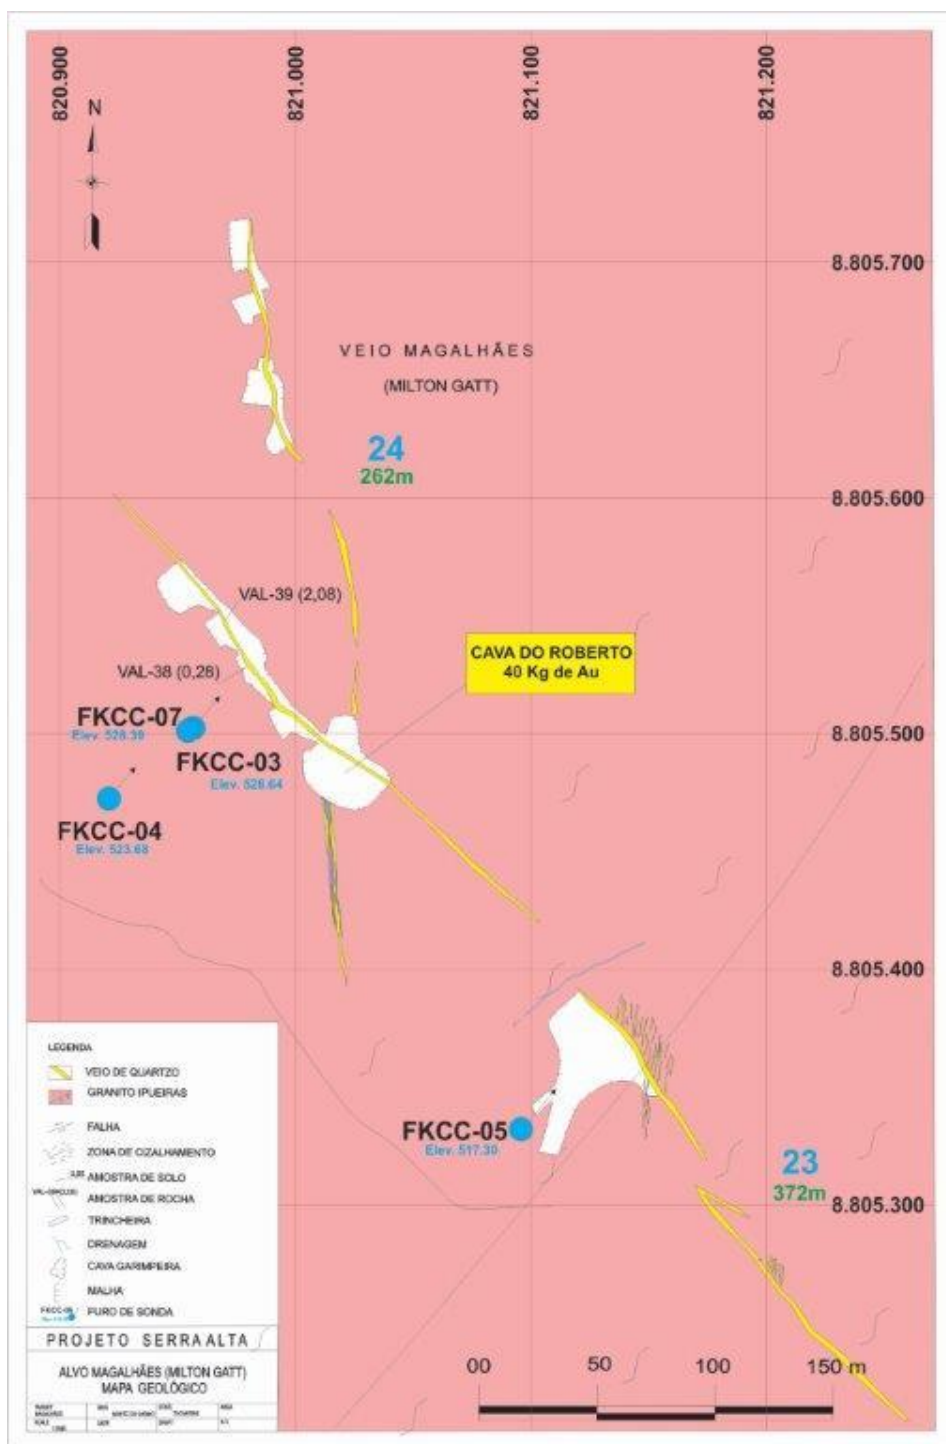 820.900
821.000
821.100
821.200
N
8.805.700
VEIO MAGALHÃES
(MILTON GATT)
24
262m
8.805.600
VAL-39 (2,08)
CAVA DO ROBERTO
40 Kg de Au
VAL-38 (0,28)
FKCC-07
Elev. 528.39
8.805.500
FKCC-03
Elev. 526.64
FKCC-04
Elev. 523.68
8.805.400
LEGENDA
VEIO DE QUARTZO
GRANITO IPUEIRAS
FALHA
ZONA DE CIZALHAMENTO
AMOSTRA DE SOLO
AMOSTRA DE ROCHA
TRINCHEIRA
DRENAGEM
CAVA GARIMPEIRA
MALHA
FURO DE SONDA
FKCC-05
Elev. 517.30
23
372m
8.805.300
PROJETO SERRA ALTA
ALVO MAGALHÃES (MILTON GATT)
MAPA GEOLÓGICO
00 50 100 150 m